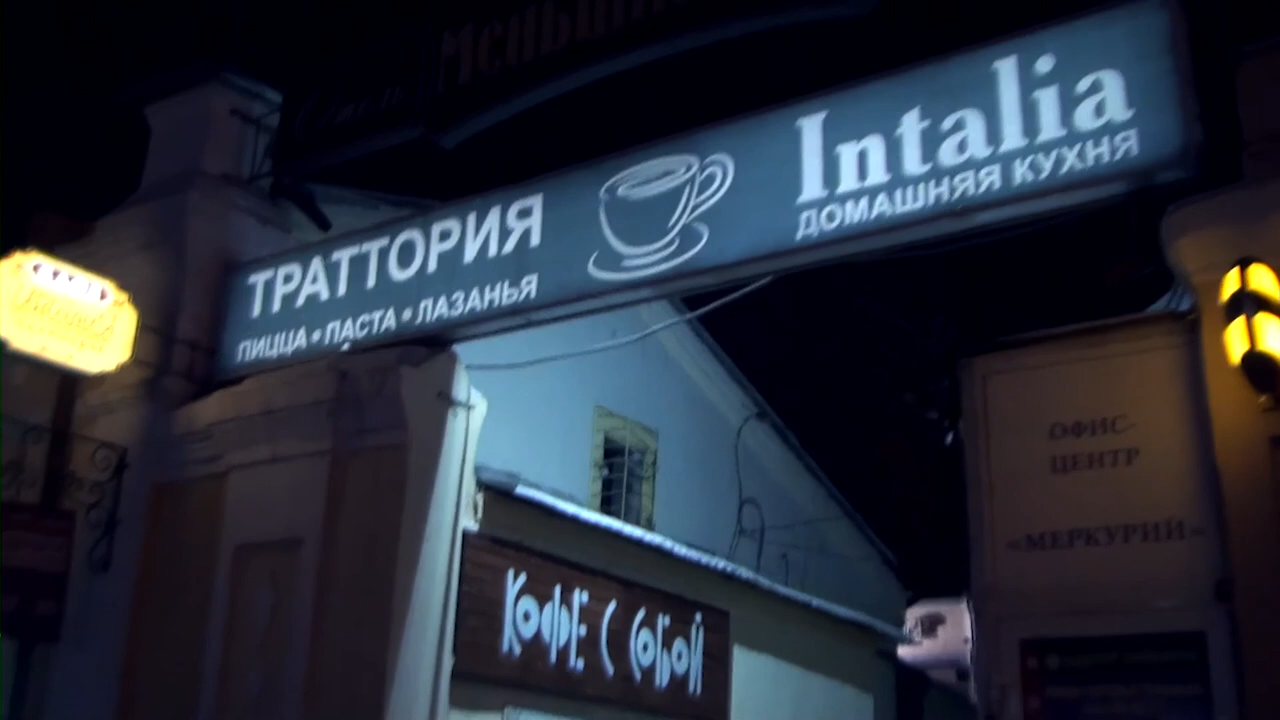 ТРАТТОРИЯ
ПИЦЦА • ПАСТА • ЛАЗАНЬЯ
Intalia
ДОМАШНЯЯ КУХНЯ
КОФЕ С СОБОЙ
ОФИС-
ЦЕНТР
«МЕРКУРИЙ»